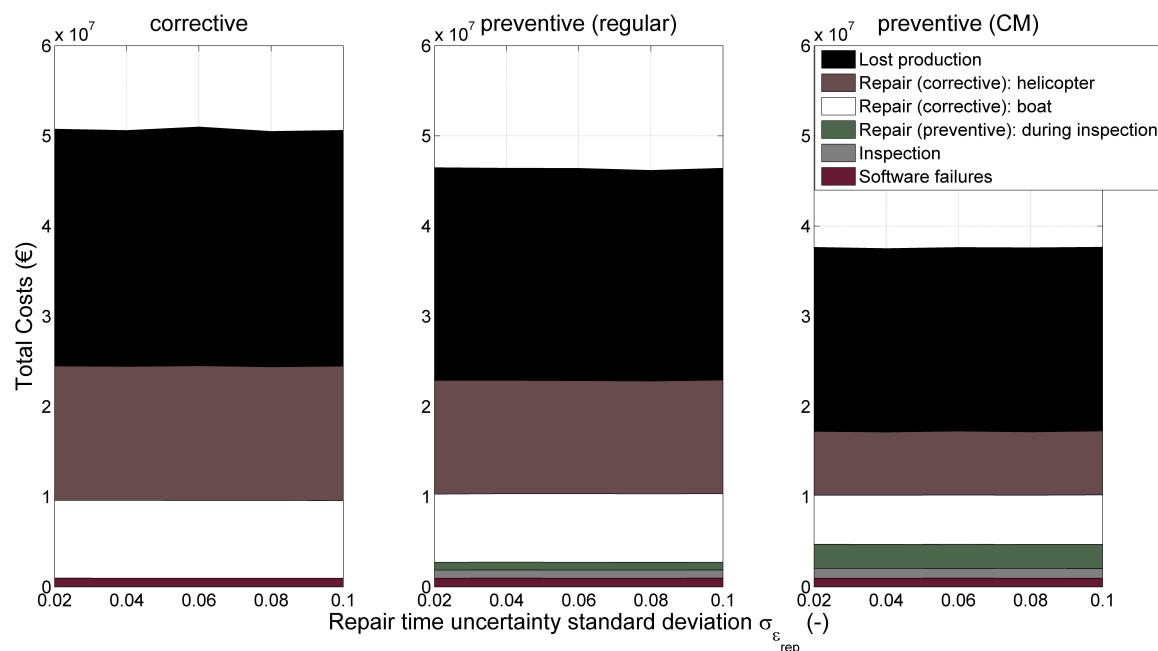 corrective
preventive (regular)
preventive (CM)
x 10^7
x 10^7
x 10^7
6
5
4
3
2
1
0
6
5
4
3
2
1
0
6
5
4
3
2
1
0
Lost production
Repair (corrective): helicopter
Repair (corrective): boat
Repair (preventive): during inspection
Inspection
Software failures
Total Costs (€)
0.02 0.04 0.06 0.08 0.1
0.02 0.04 0.06 0.08 0.1
0.02 0.04 0.06 0.08 0.1
Repair time uncertainty standard deviation σ_ε_rep (-)